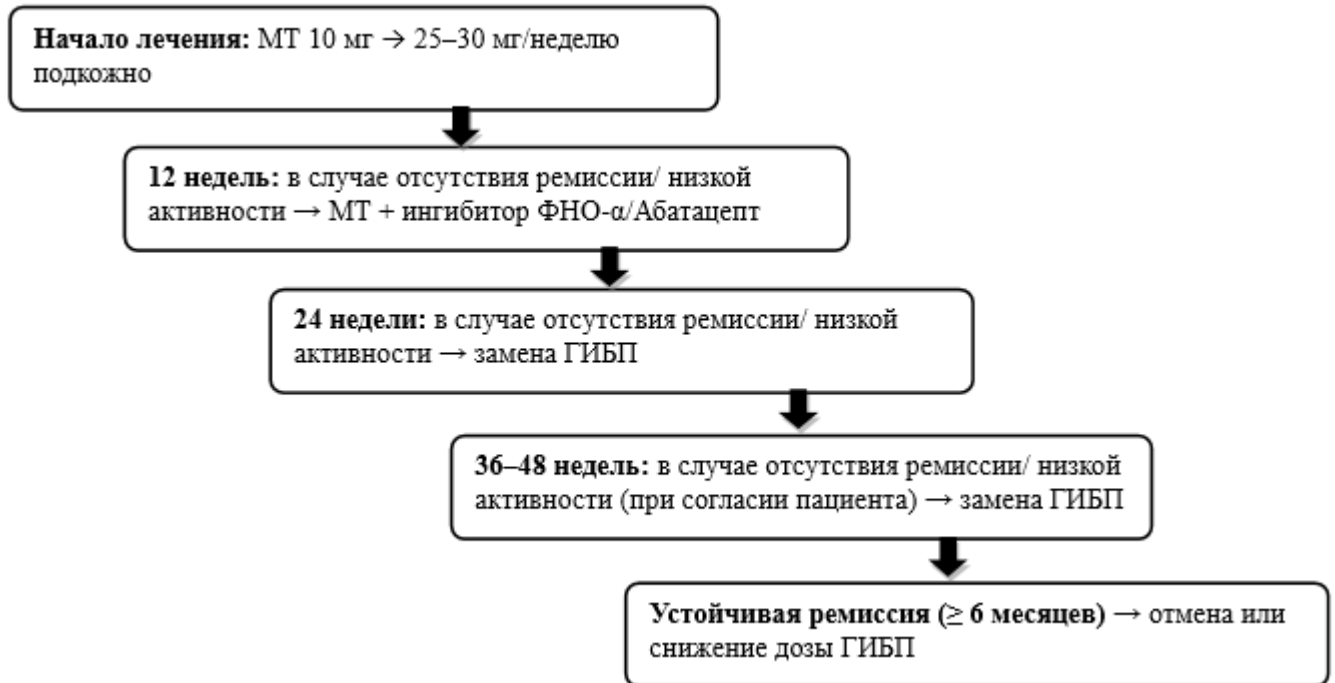 Начало лечения: МТ 10 мг → 25–30 мг/неделю
подкожно
12 недель: в случае отсутствия ремиссии/ низкой
активности → МТ + ингибитор ФНО-α/Абатацепт
24 недели: в случае отсутствия ремиссии/ низкой
активности → замена ГИБП
36–48 недель: в случае отсутствия ремиссии/ низкой
активности (при согласии пациента) → замена ГИБП
Устойчивая ремиссия (≥ 6 месяцев) → отмена или
снижение дозы ГИБП